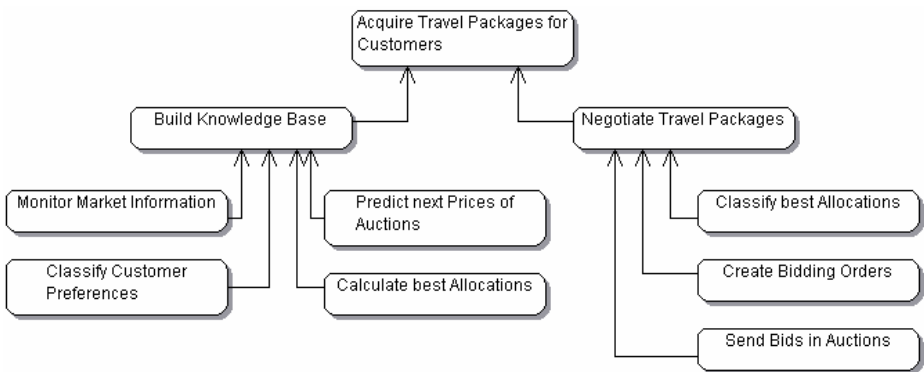 Acquire Travel Packages for
Customers
Build Knowledge Base
Negotiate Travel Packages
Monitor Market Information
Predict next Prices of
Auctions
Classify best Allocations
Classify Customer
Preferences
Calculate best Allocations
Create Bidding Orders
Send Bids in Auctions